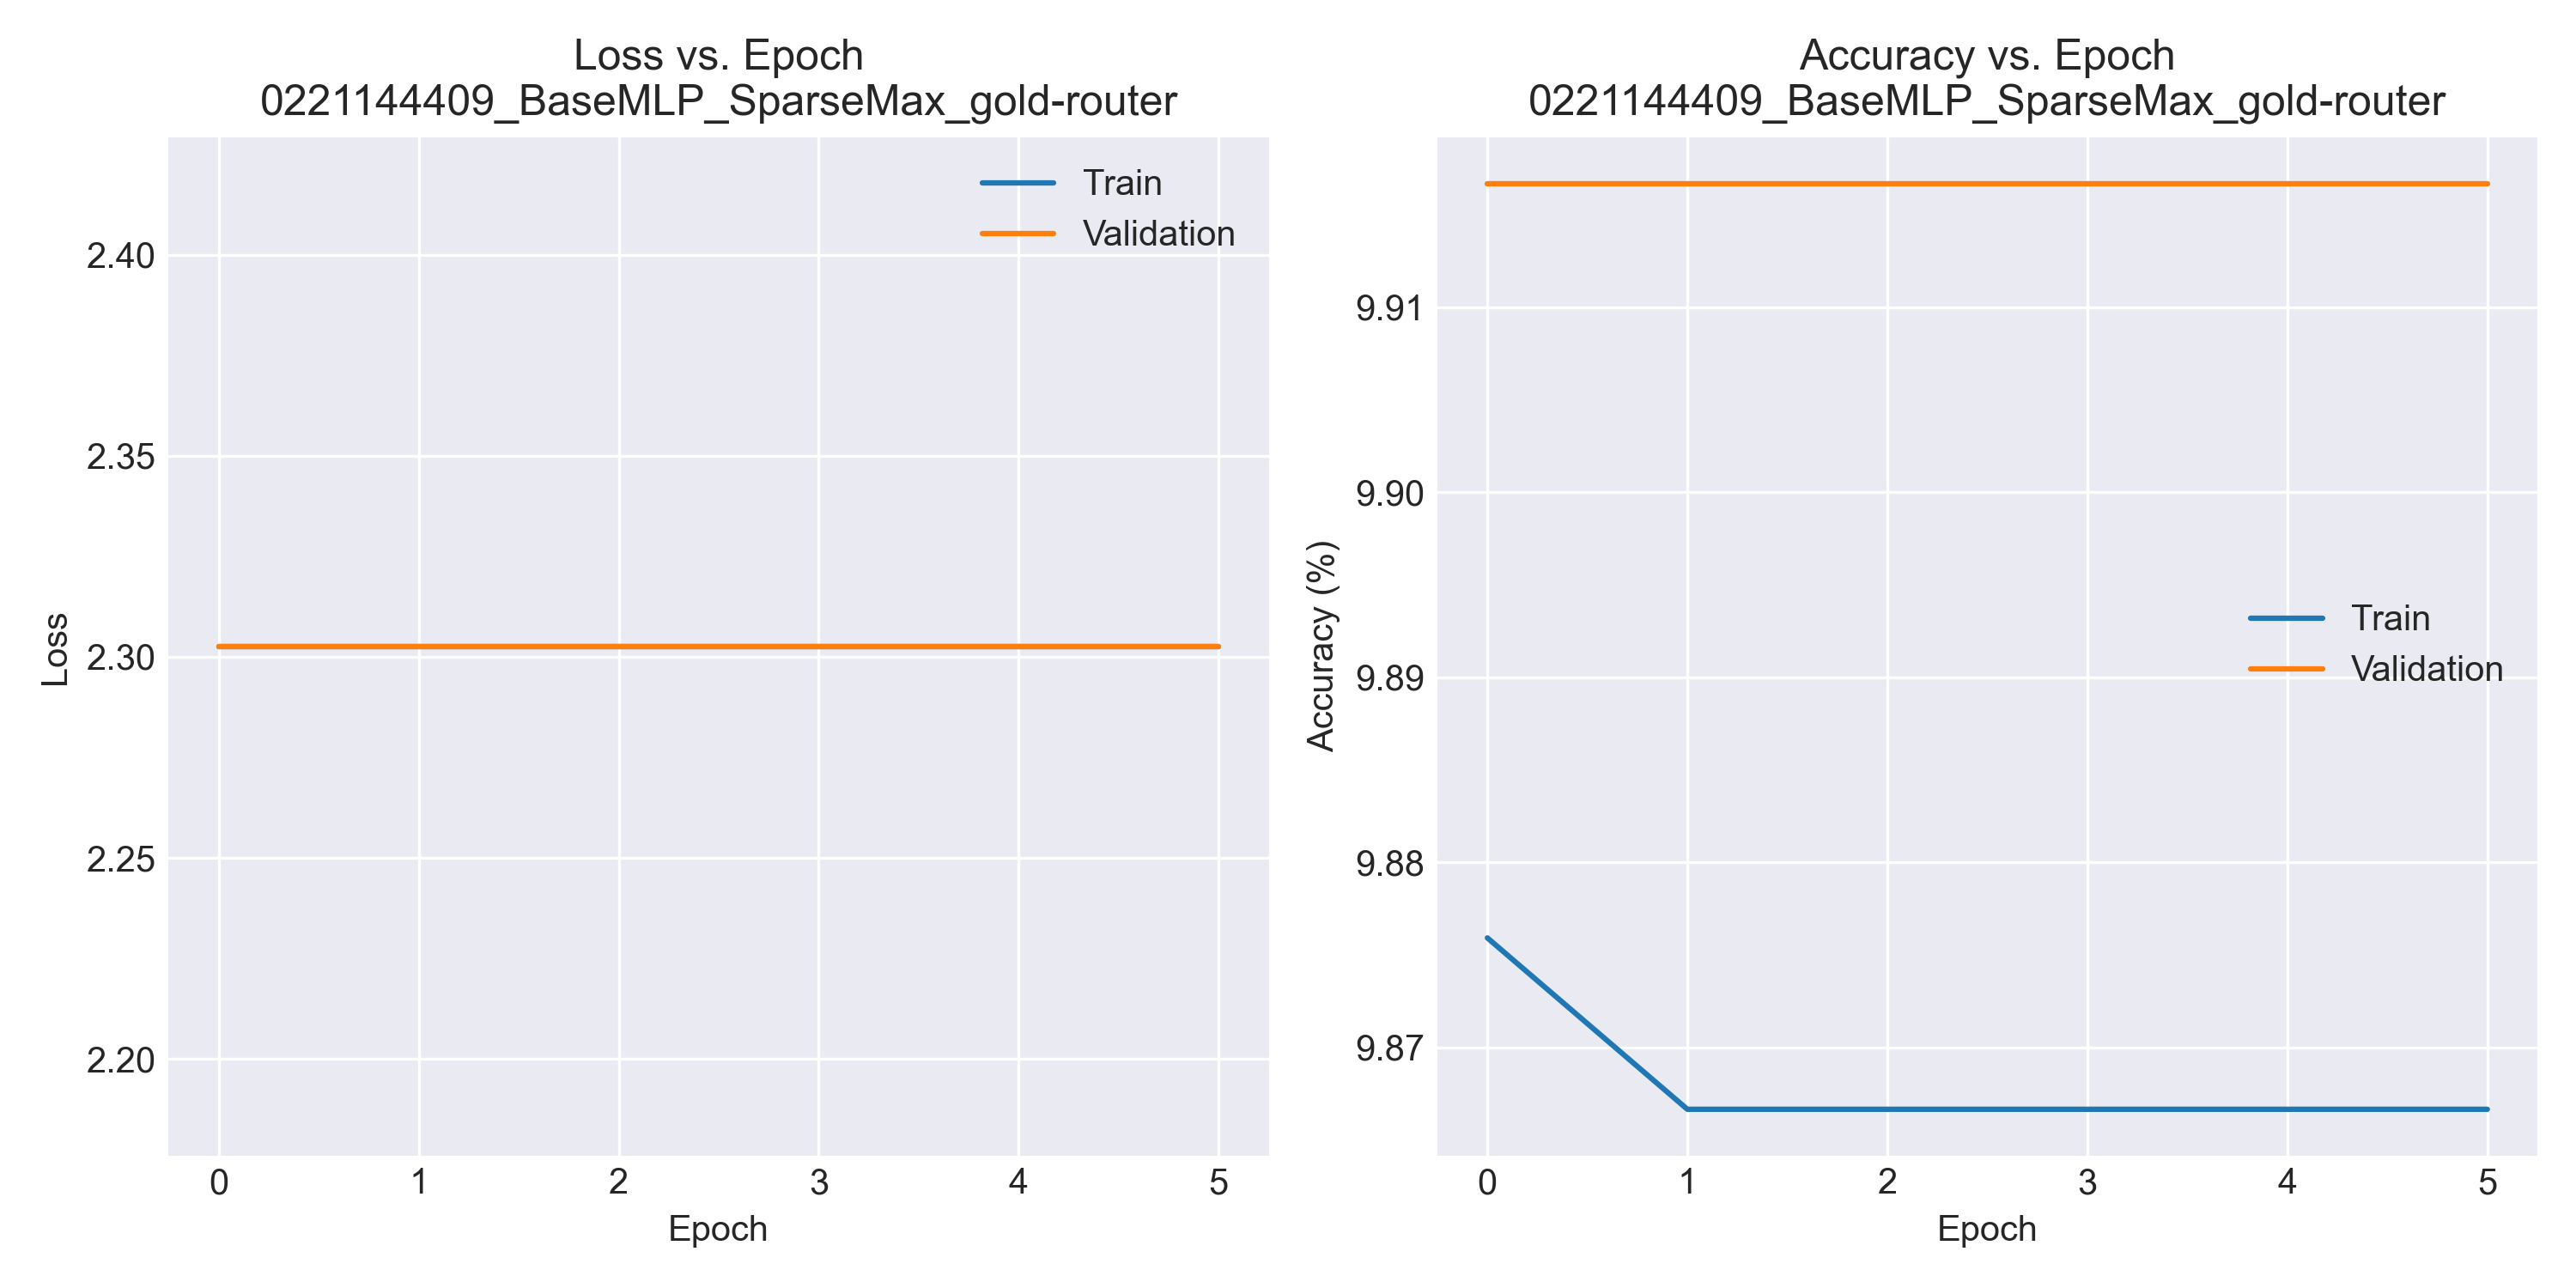 Loss vs. Epoch
0221144409_BaseMLP_SparseMax_gold-router
Train
Validation
2.40
2.35
2.30
2.25
2.20
Loss
0 1 2 3 4 5
Epoch
Accuracy vs. Epoch
0221144409_BaseMLP_SparseMax_gold-router
9.91
9.90
9.89
9.88
9.87
Accuracy (%)
Train
Validation
0 1 2 3 4 5
Epoch